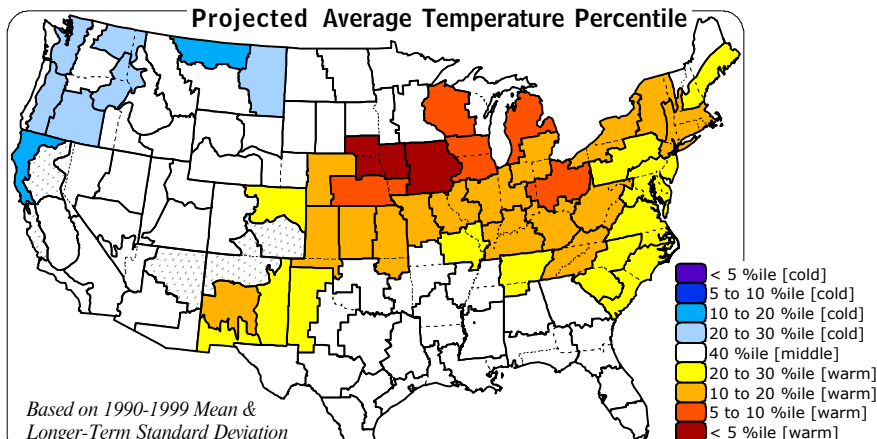 Projected Average Temperature Percentile
< 5 %ile [cold]
5 to 10 %ile [cold]
10 to 20 %ile [cold]
20 to 30 %ile [cold]
40 %ile [middle]
20 to 30 %ile [warm]
10 to 20 %ile [warm]
5 to 10 %ile [warm]
< 5 %ile [warm]
Based on 1990-1999 Mean &
Longer-Term Standard Deviation